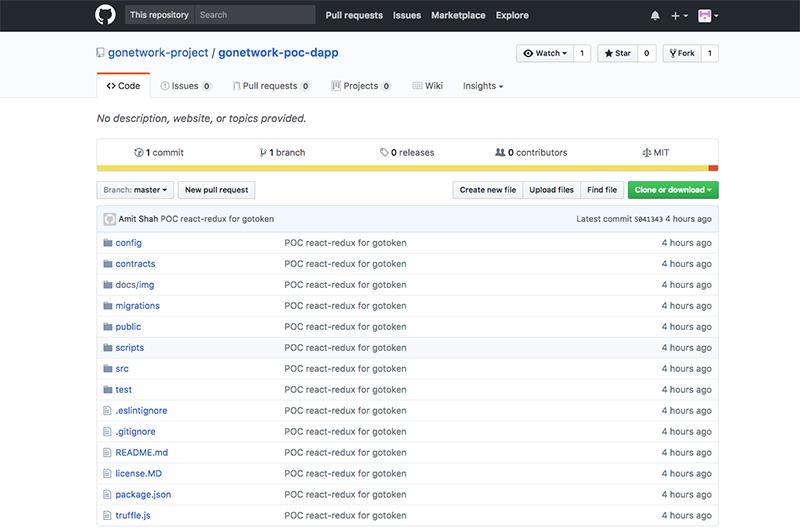 This repository Search Pull requests Issues Marketplace Explore
gonetwork-project / gonetwork-poc-dapp Watch 1 Star 0 Fork 1
Code Issues 0 Pull requests 0 Projects 0 Wiki Insights
No description, website, or topics provided.
1 commit 1 branch 0 releases 0 contributors MIT
Branch: master New pull request Create new file Upload files Find file Clone or download
Amit Shah POC react-redux for gotoken Latest commit 5041343 4 hours ago
config POC react-redux for gotoken 4 hours ago
contracts POC react-redux for gotoken 4 hours ago
docs/img POC react-redux for gotoken 4 hours ago
migrations POC react-redux for gotoken 4 hours ago
public POC react-redux for gotoken 4 hours ago
scripts POC react-redux for gotoken 4 hours ago
src POC react-redux for gotoken 4 hours ago
test POC react-redux for gotoken 4 hours ago
.eslintignore POC react-redux for gotoken 4 hours ago
.gitignore POC react-redux for gotoken 4 hours ago
README.md POC react-redux for gotoken 4 hours ago
license.MD POC react-redux for gotoken 4 hours ago
package.json POC react-redux for gotoken 4 hours ago
truffle.js POC react-redux for gotoken 4 hours ago